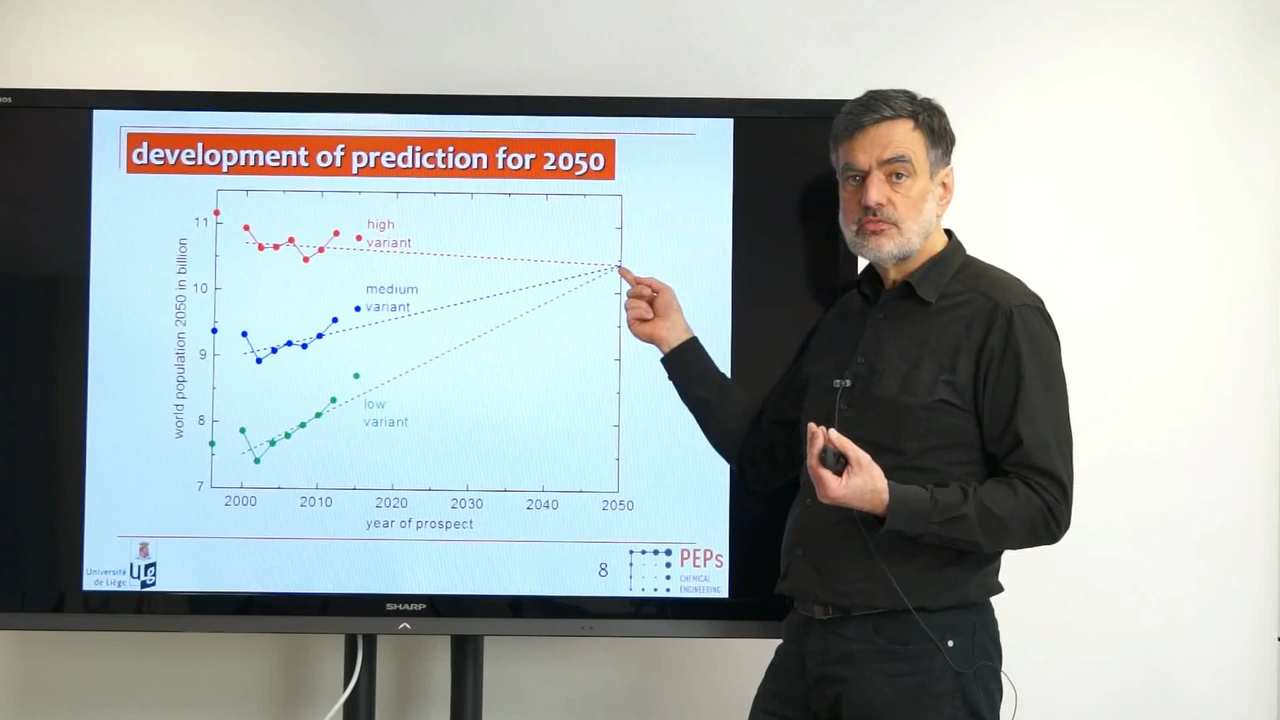 development of prediction for 2050
world population 2050 in billion
11
10
9
8
7
high
variant
medium
variant
low
variant
2000
2010
2020
2030
2040
2050
year of prospect
Université
de Liège
8
PEPs
CHEMICAL
ENGINEERING
SHARP